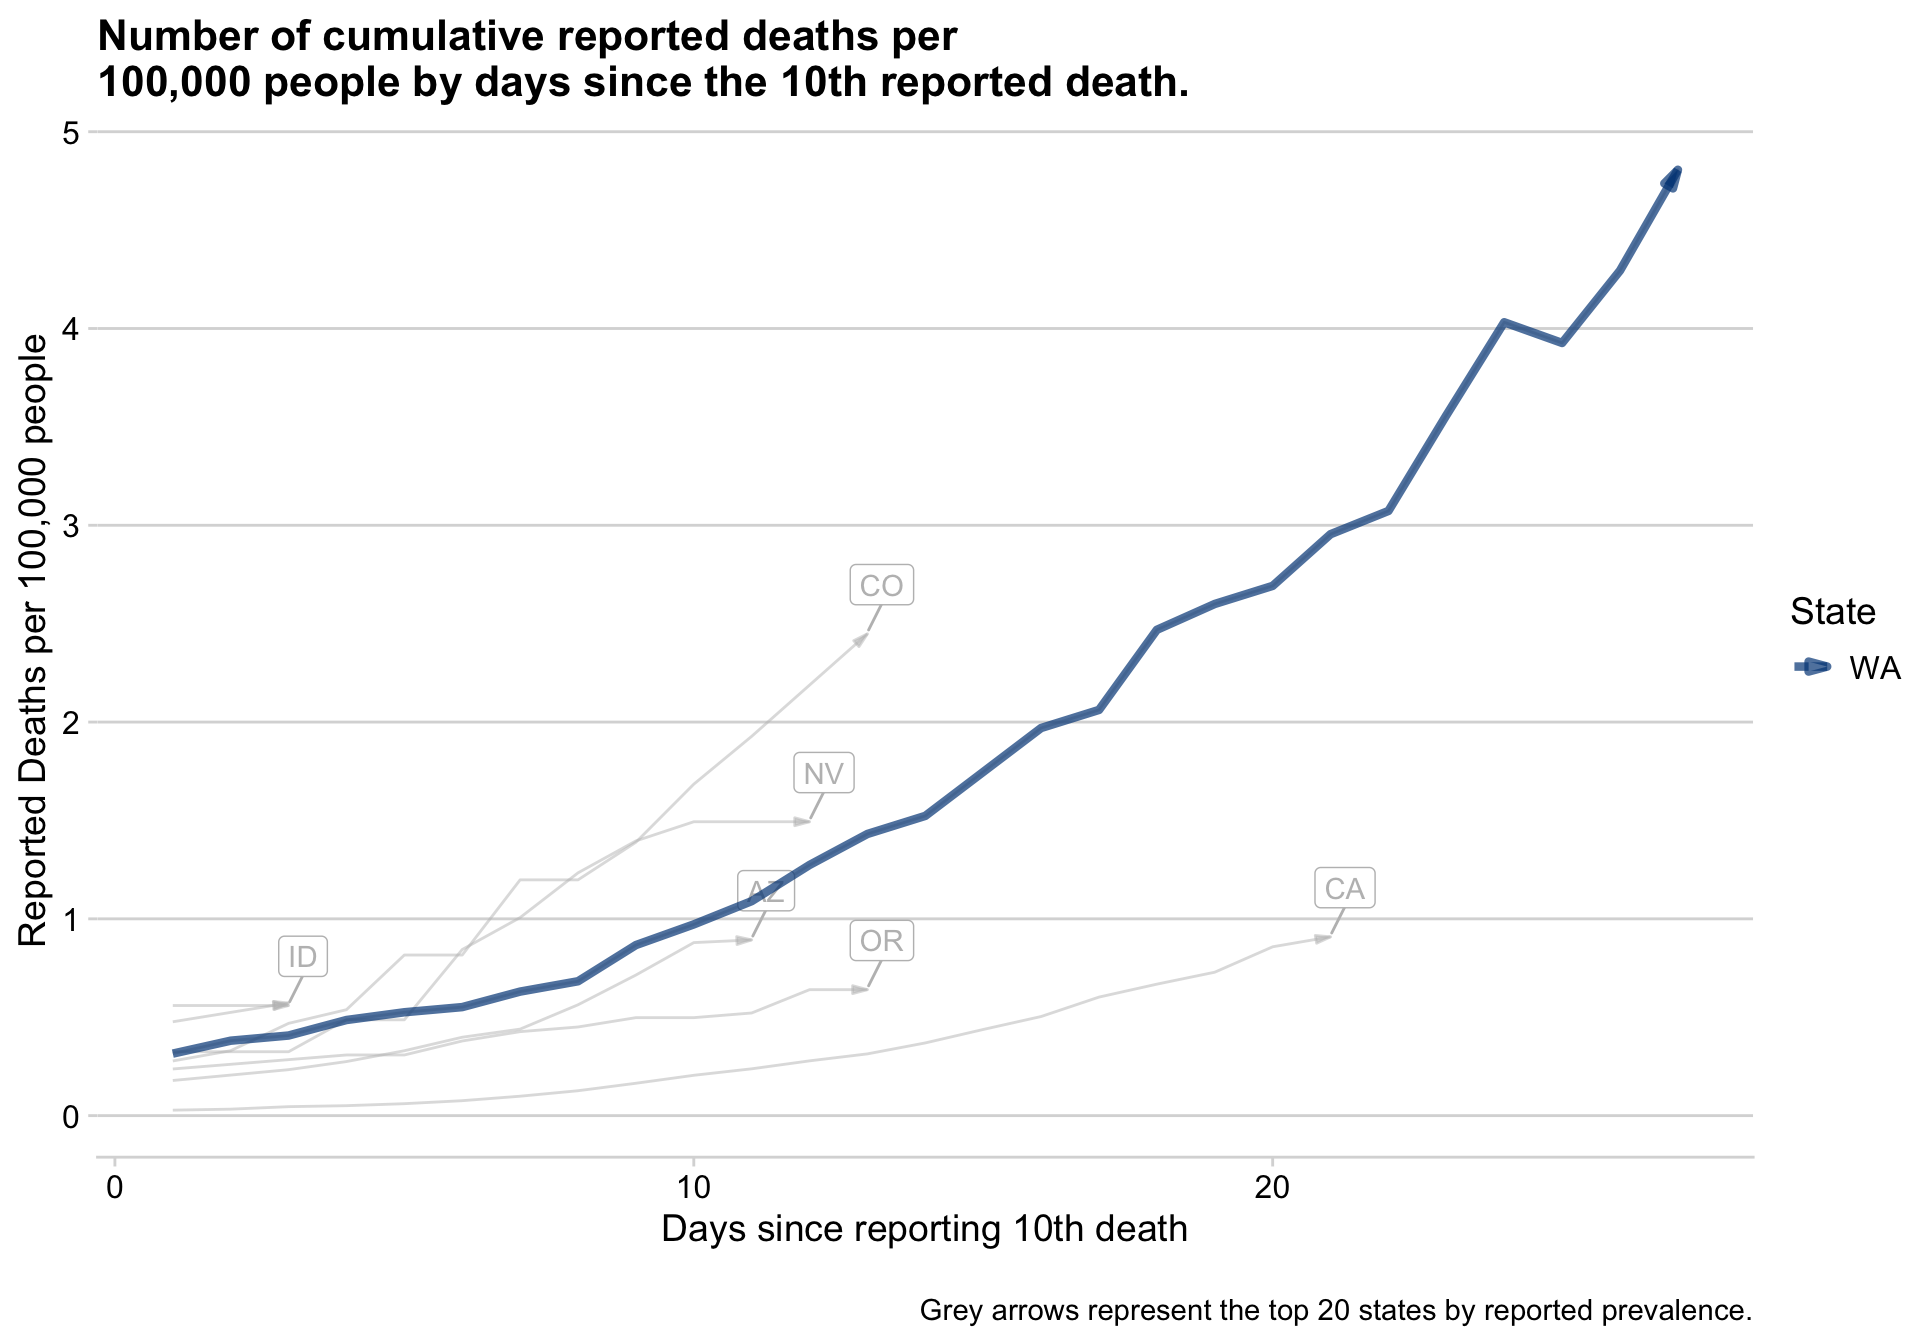 Number of cumulative reported deaths per
100,000 people by days since the 10th reported death.
5
4
3
2
1
0
Reported Deaths per 100,000 people
CO
NV
AZ
CA
OR
ID
State
WA
0
10
20
Days since reporting 10th death
Grey arrows represent the top 20 states by reported prevalence.